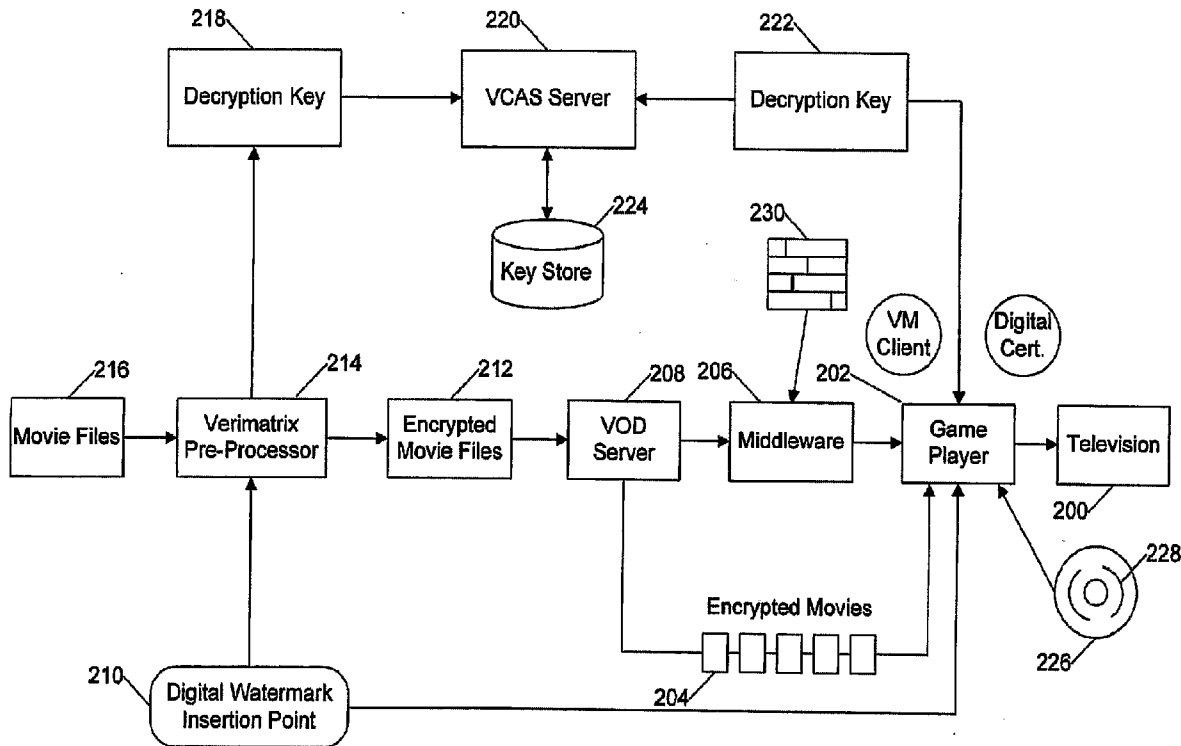 218
220
222
Decryption Key
VCAS Server
Decryption Key
224
Key Store
230
VM
Client
Digital
Cert.
216
214
212
208
206
202
Movie Files
Verimatrix
Pre-Processor
Encrypted
Movie Files
VOD
Server
Middleware
Game
Player
Television
200
228
226
Encrypted Movies
204
210
Digital Watermark
Insertion Point